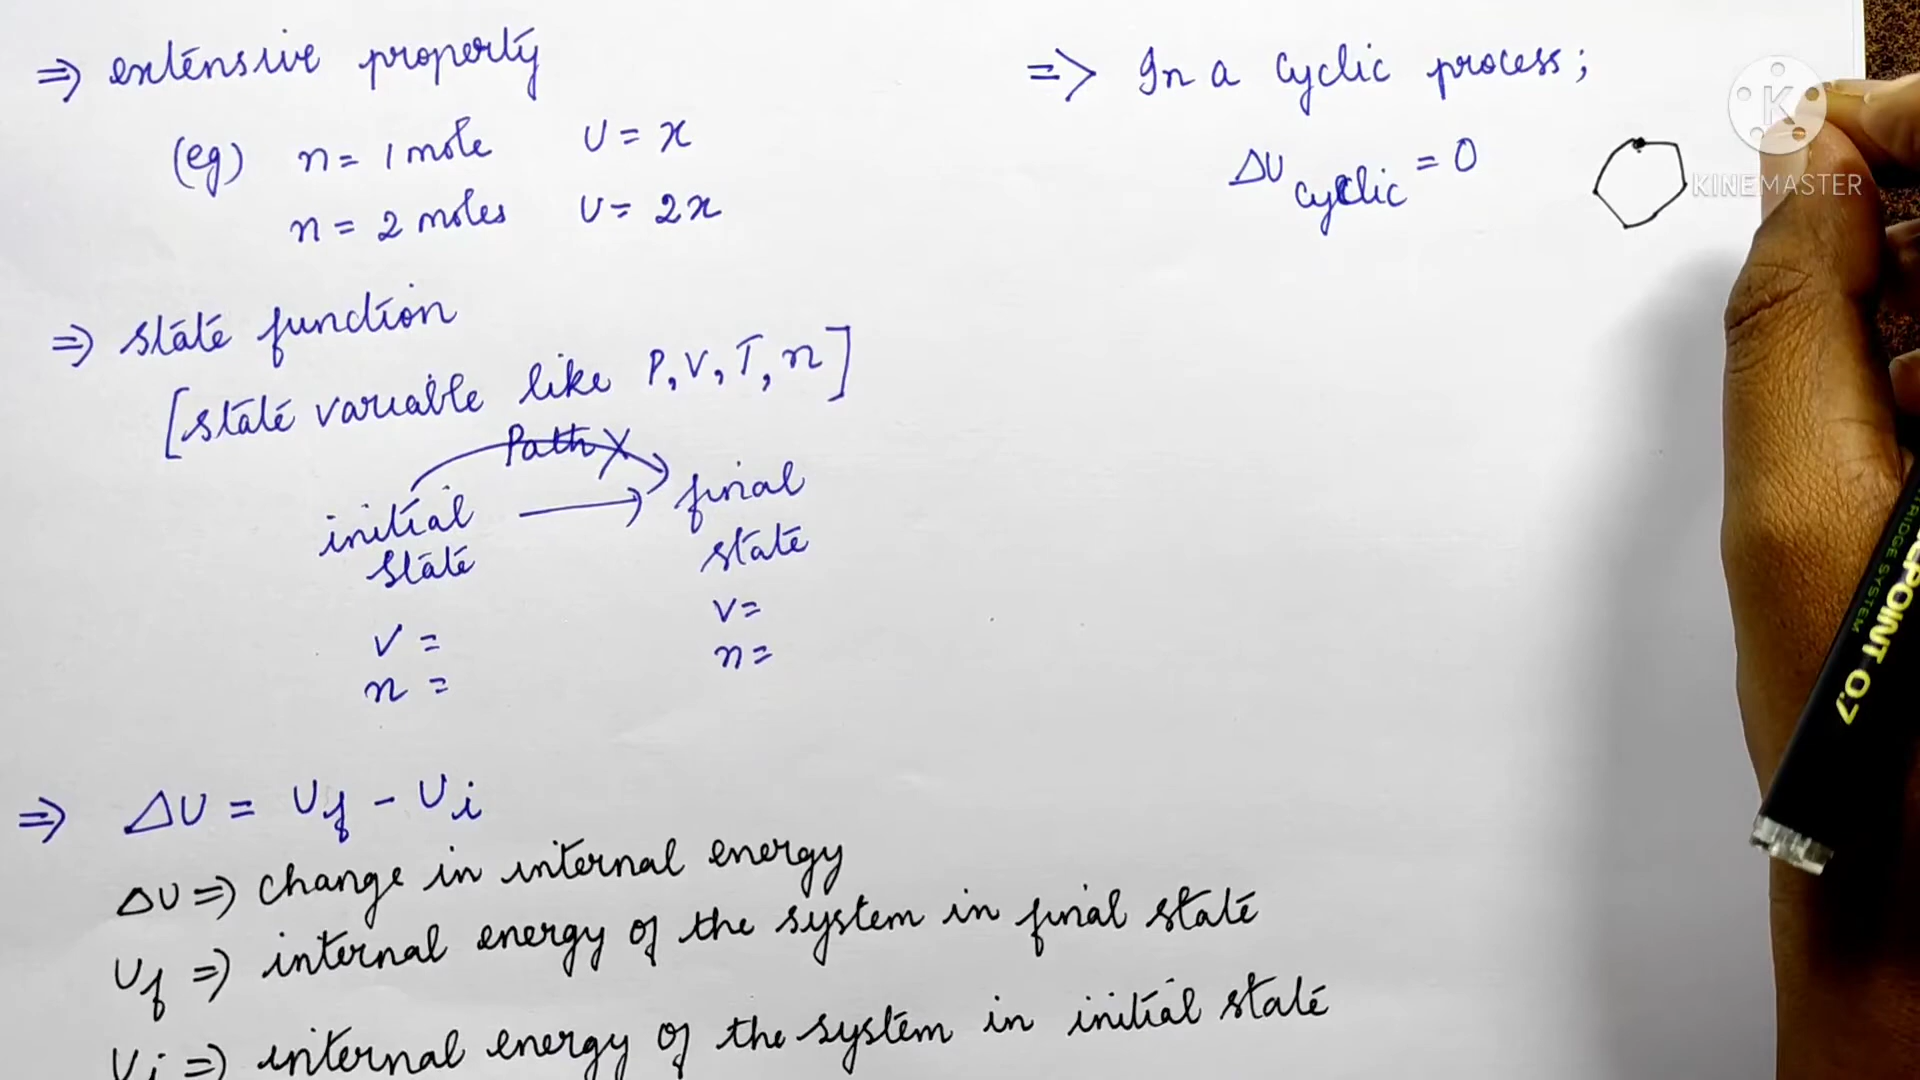 ⇒ extensive property
(eg) n = 1 mole U = x
n = 2 moles U = 2x
⇒ state function
[state variable like P, V, T, n]
Path X
initial state → final state
V =
n =
V =
n =
⇒ ΔU = Uf - Ui
ΔU ⇒ change in internal energy
Uf ⇒ internal energy of the system in final state
Ui ⇒ internal energy of the system in initial state
=> In a cyclic process;
ΔU cyclic = 0
K
KINEMASTER
RIDGE SYSTEM
EPOINT 0.7